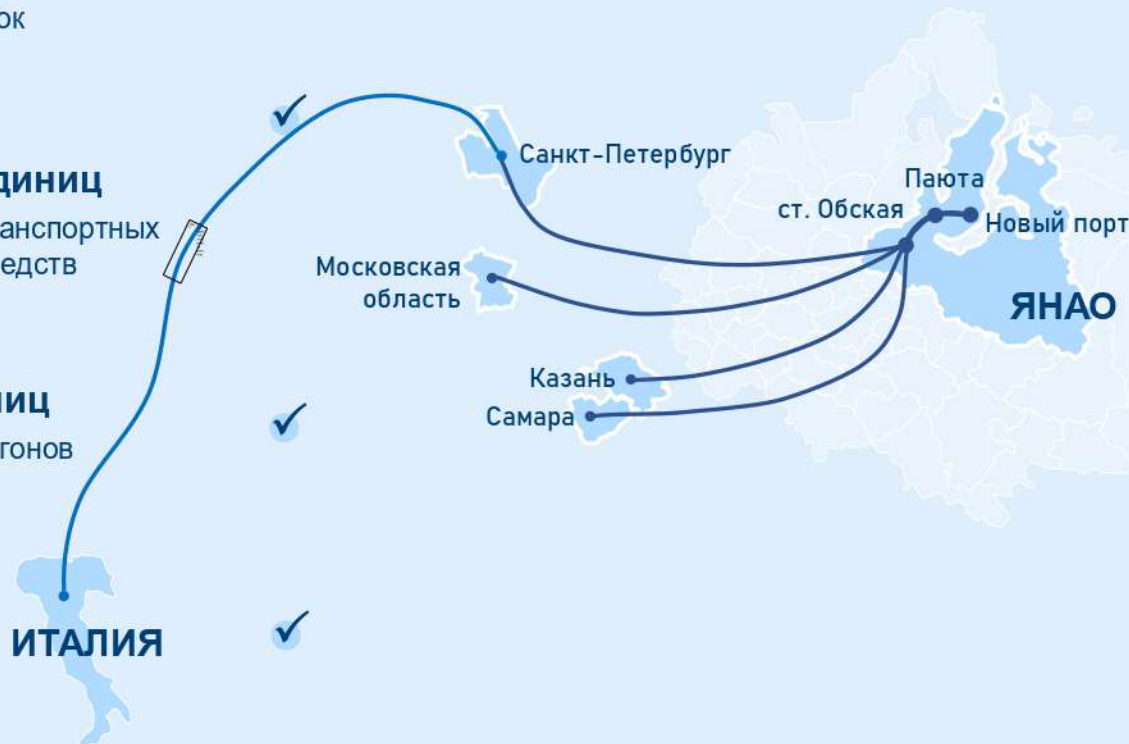 ок
Санкт-Петербург
диниц
анспортных
едств
Паюта
ст. Обская
Новый порт
Московская
область
ЯНАО
Казань
Самара
ниц
гонов
ИТАЛИЯ